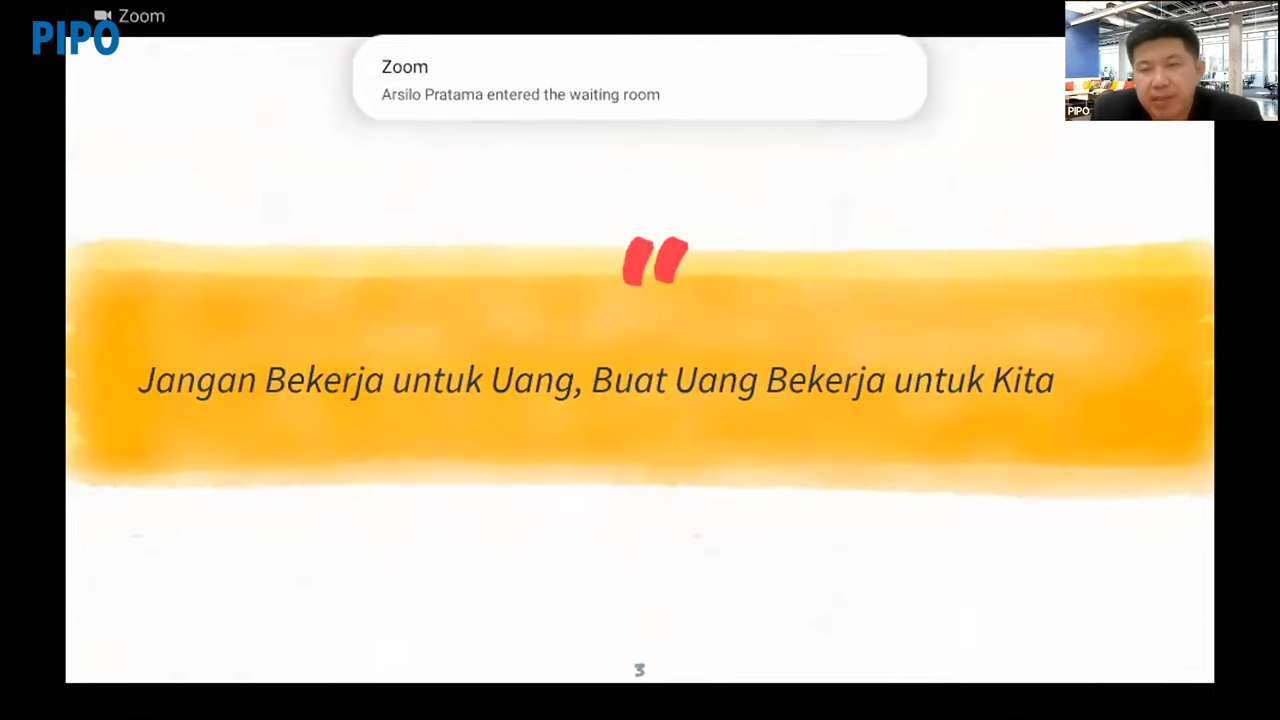 Zoom
PIPO
Zoom
Arsilo Pratama entered the waiting room
PIPO
"
Jangan Bekerja untuk Uang, Buat Uang Bekerja untuk Kita
3